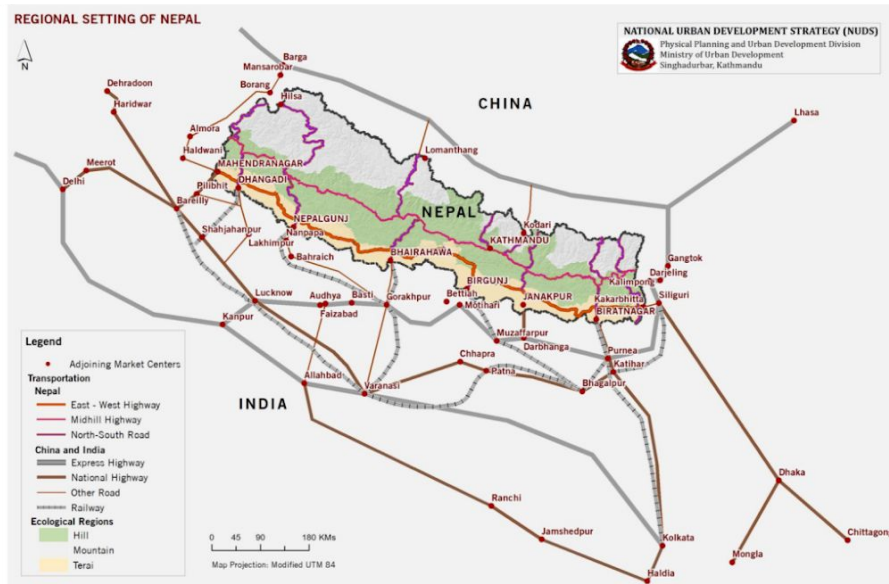 REGIONAL SETTING OF NEPAL
NATIONAL URBAN DEVELOPMENT STRATEGY (NUDS)
Physical Planning and Urban Development Division
Ministry of Urban Development
Singhadurbar, Kathmandu
N
Barga
Mansarobar
Borang
Hilsa
Dehradoon
Haridwar
CHINA
Lhasa
Almora
Haldwani
Lomanthang
Meerot
Delhi
MAHENDRANAGAR
DHANGADI
Pilibhit
Bareilly
NEPAL
Kodari
KATHMANDU
Shahjahanpur
NEPALGUNJ
Nanpapa
Lakhimpur
Bahraich
BHAIRAHAWA
Gangtok
Kalimpong
Darjeling
BIRGUNJ
JANAKPUR
Kakarbhitta
Siliguri
BIRATNAGAR
Lucknow
Audhya
Faizabad
Basti
Gorakhpur
Bettiah
Motihari
Kanpur
Muzaffarpur
Darbhanga
Purnea
Katihar
Chhapra
Patna
Bhagalpur
Allahbad
Varanasi
INDIA
Legend
Adjoining Market Centers
Transportation
Nepal
East - West Highway
Midhill Highway
North-South Road
China and India
Express Highway
National Highway
Other Road
Railway
Ecological Regions
Hill
Mountain
Terai
0 45 90 180 KMs
Map Projection: Modified UTM 84
Ranchi
Jamshedpur
Kolkata
Haldia
Dhaka
Mongla
Chittagong